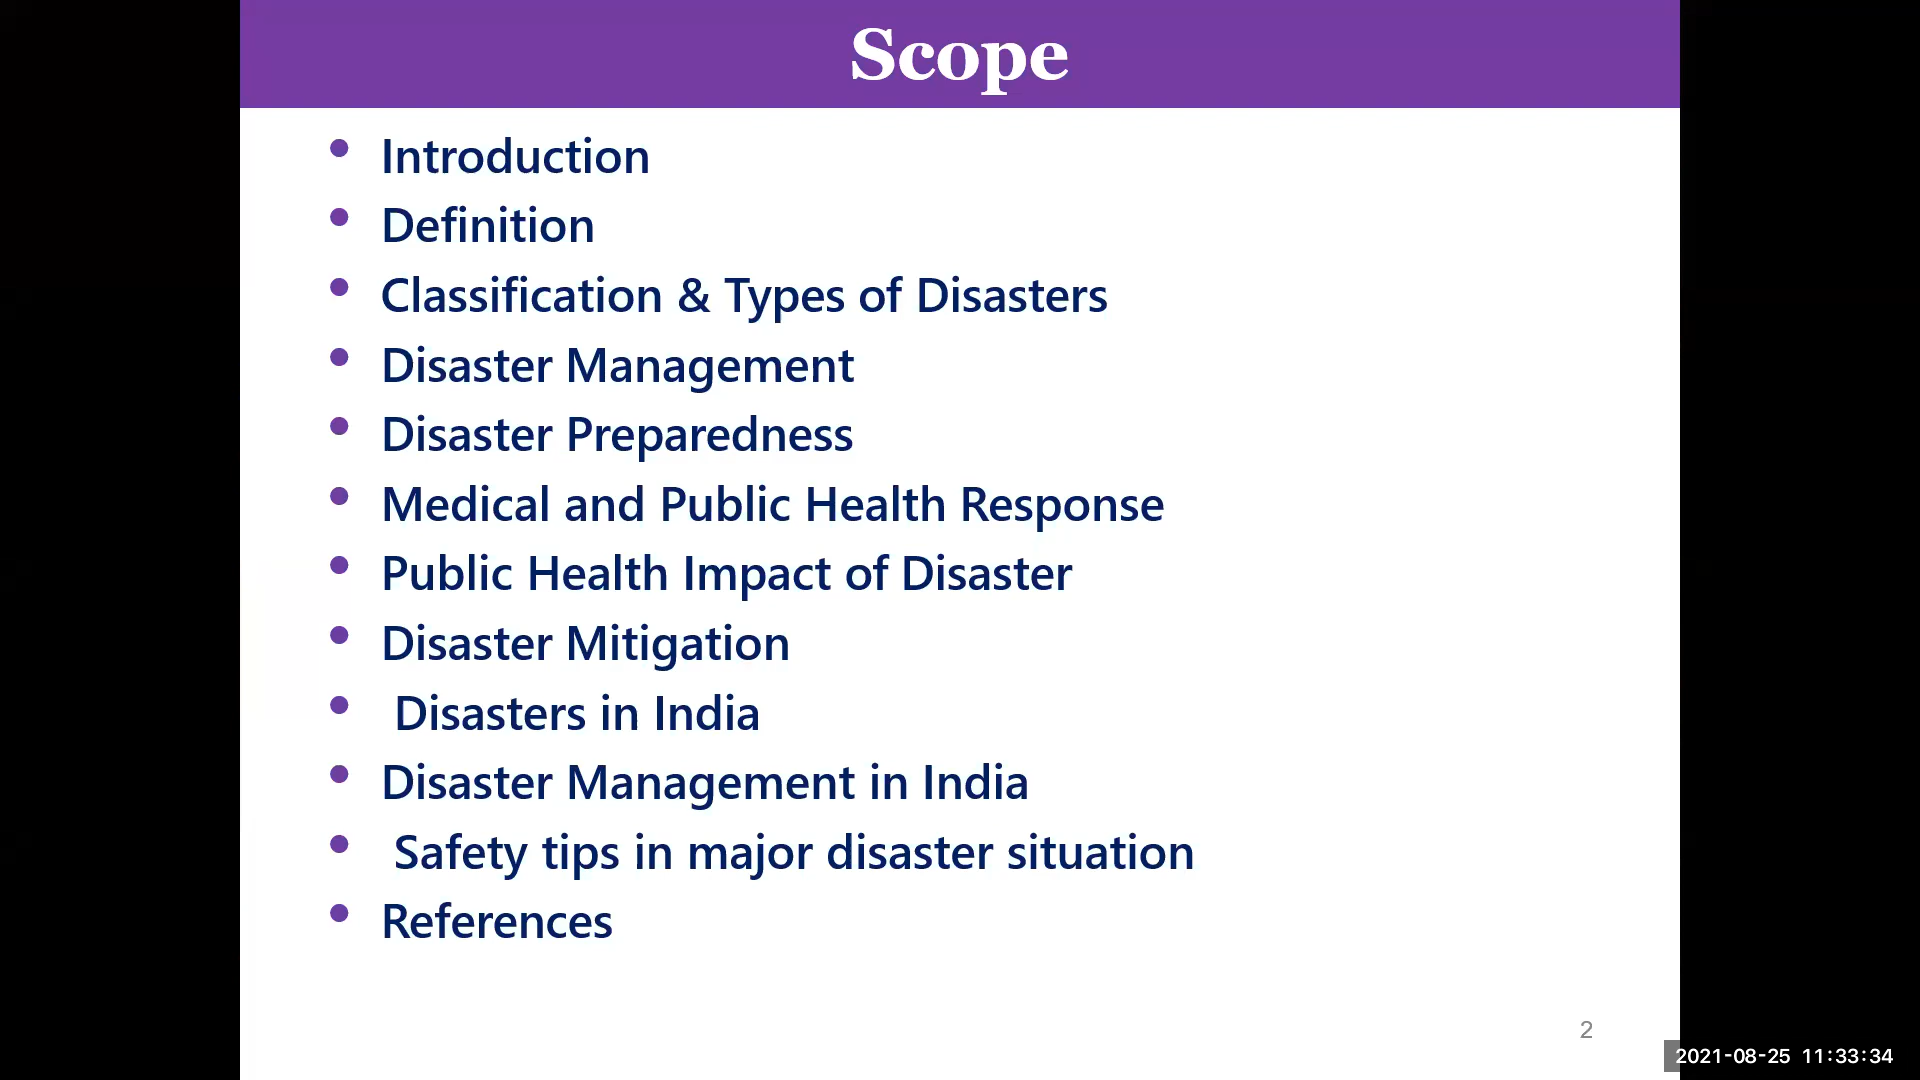 Scope
• Introduction
• Definition
• Classification & Types of Disasters
• Disaster Management
• Disaster Preparedness
• Medical and Public Health Response
• Public Health Impact of Disaster
• Disaster Mitigation
• Disasters in India
• Disaster Management in India
• Safety tips in major disaster situation
• References
2
2021-08-25 11:33:34